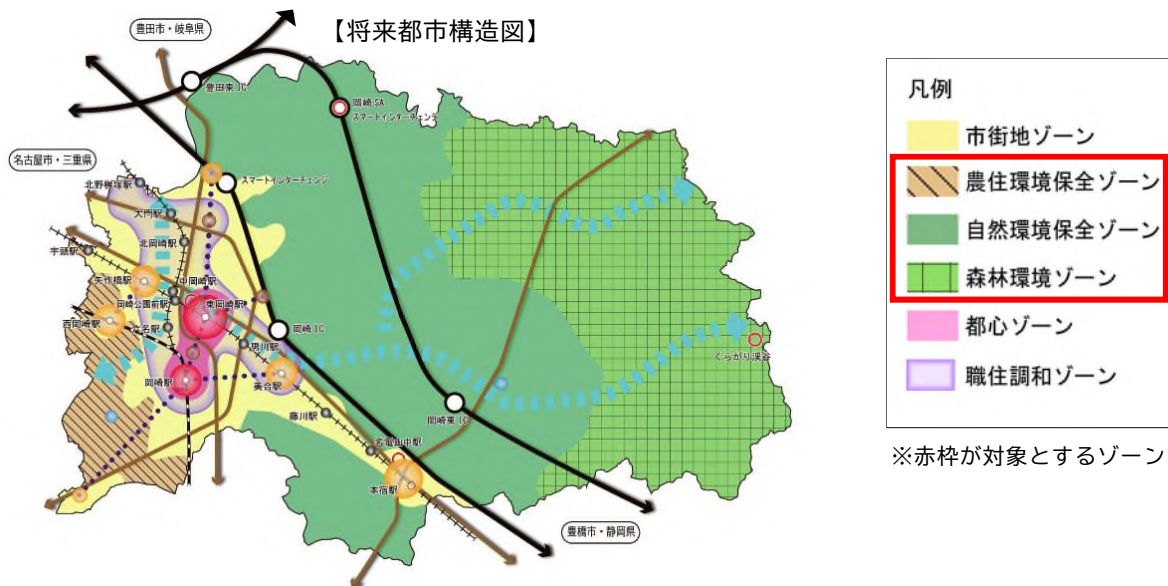 【将来都市構造図】
豊田市・岐阜県
豊田東IC
岡崎SA
スマートインターチェンジ
名古屋市・三重県
北野桝塚駅
スマートインターチェンジ
大門駅
北岡崎駅
宇頭駅
矢作橋駅
中岡崎駅
岡崎公園前駅
東岡崎駅
西岡崎駅
六名駅
岡崎IC
男川駅
くらがり渓谷
岡崎駅
美合駅
藤川駅
岡崎東IC
名電山中駅
本宿駅
豊橋市・静岡県
凡例
市街地ゾーン
農住環境保全ゾーン
自然環境保全ゾーン
森林環境ゾーン
都心ゾーン
職住調和ゾーン
※赤枠が対象とするゾーン